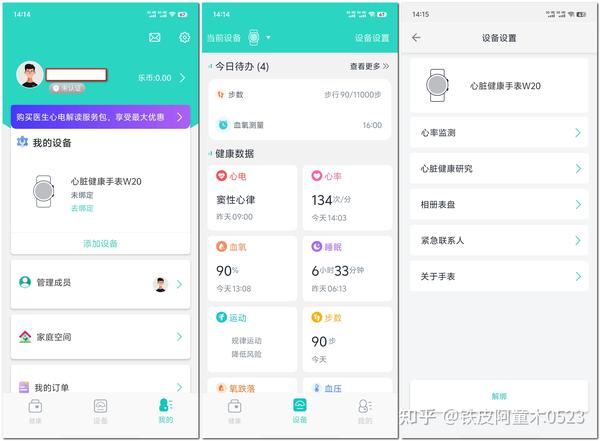 14:14
67
乐币:0.00
未认证
购买医生心电解读服务包，享受最大优惠
我的设备
心脏健康手表W20
未绑定
去绑定
添加设备
管理成员
家庭空间
我的订单
健康
设备
我的
14:14
67
当前设备
设备设置
今日待办 (4)
查看更多
步数
步行90/11000步
血氧测量
16:00
健康数据
心电
窦性心律
昨天09:00
心率
134次/分
今天14:03
血氧
90%
今天13:08
睡眠
6小时33分钟
昨天06:13
运动
规律运动
降低风险
步数
90步
今天
氧跌落
血压
健康
设备
我的
14:15
67
设备设置
心脏健康手表W20
心率监测
心脏健康研究
相册表盘
紧急联系人
关于手表
解绑
知乎 @铁皮阿童木0523